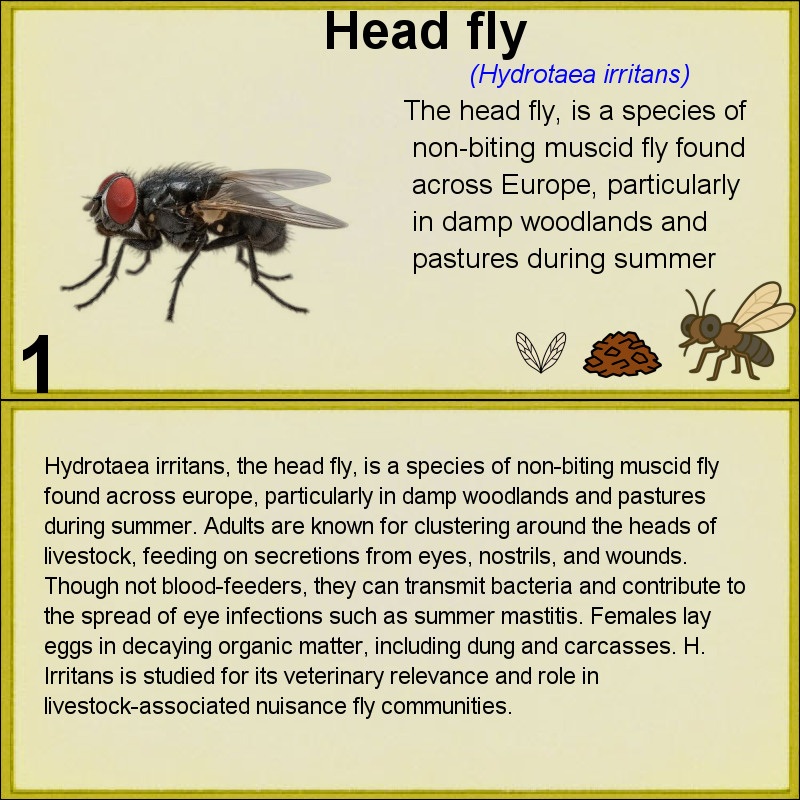 Head fly
(Hydrotaea irritans)
The head fly, is a species of
non-biting muscid fly found
across Europe, particularly
in damp woodlands and
pastures during summer
1
Hydrotaea irritans, the head fly, is a species of non-biting muscid fly
found across europe, particularly in damp woodlands and pastures
during summer. Adults are known for clustering around the heads of
livestock, feeding on secretions from eyes, nostrils, and wounds.
Though not blood-feeders, they can transmit bacteria and contribute to
the spread of eye infections such as summer mastitis. Females lay
eggs in decaying organic matter, including dung and carcasses. H.
Irritans is studied for its veterinary relevance and role in
livestock-associated nuisance fly communities.